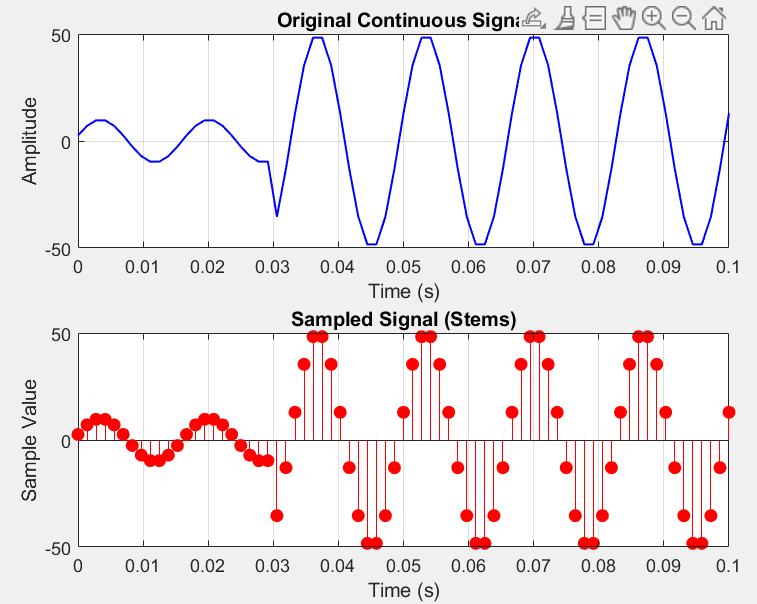 Original Continuous Signa
50
0
-50
Amplitude
0 0.01 0.02 0.03 0.04 0.05 0.06 0.07 0.08 0.09 0.1
Time (s)
Sampled Signal (Stems)
50
0
-50
Sample Value
0 0.01 0.02 0.03 0.04 0.05 0.06 0.07 0.08 0.09 0.1
Time (s)